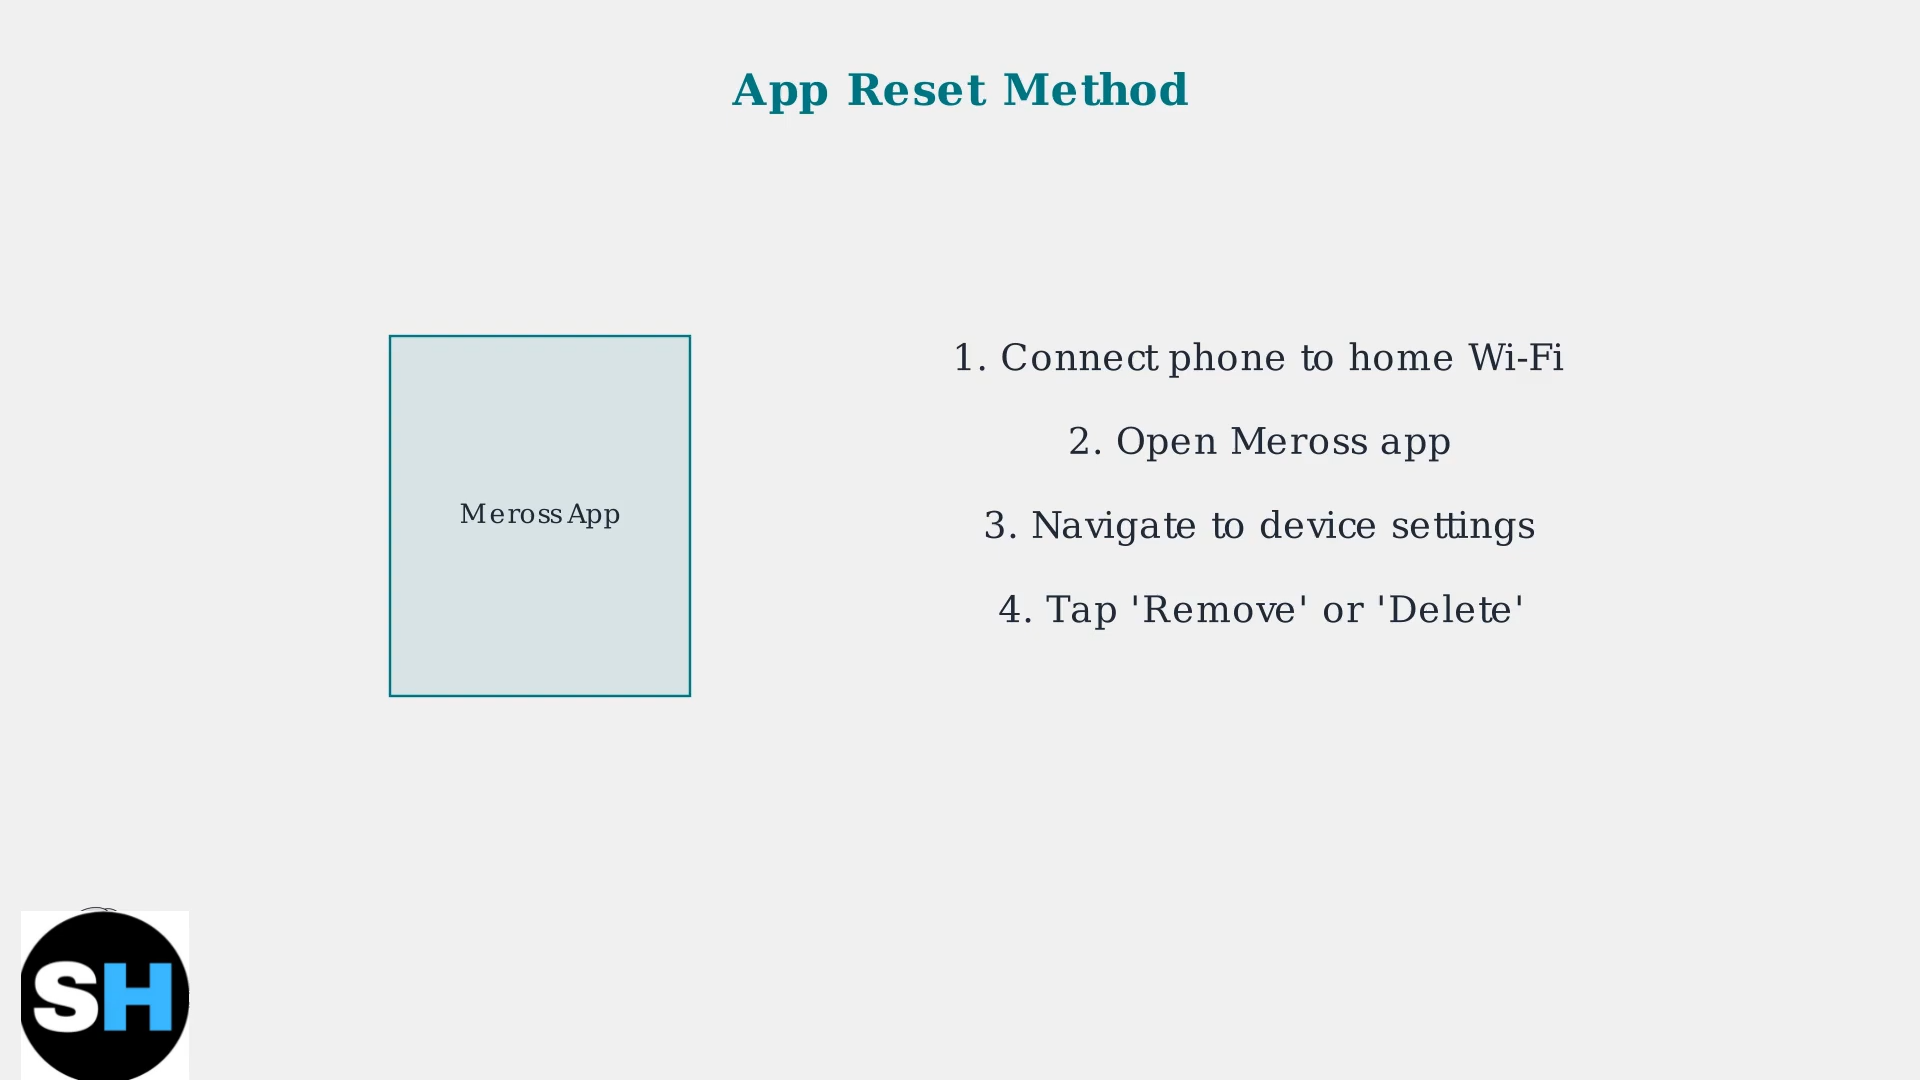 App Reset Method
Meross App
1. Connect phone to home Wi-Fi
2. Open Meross app
3. Navigate to device settings
4. Tap 'Remove' or 'Delete'
SH